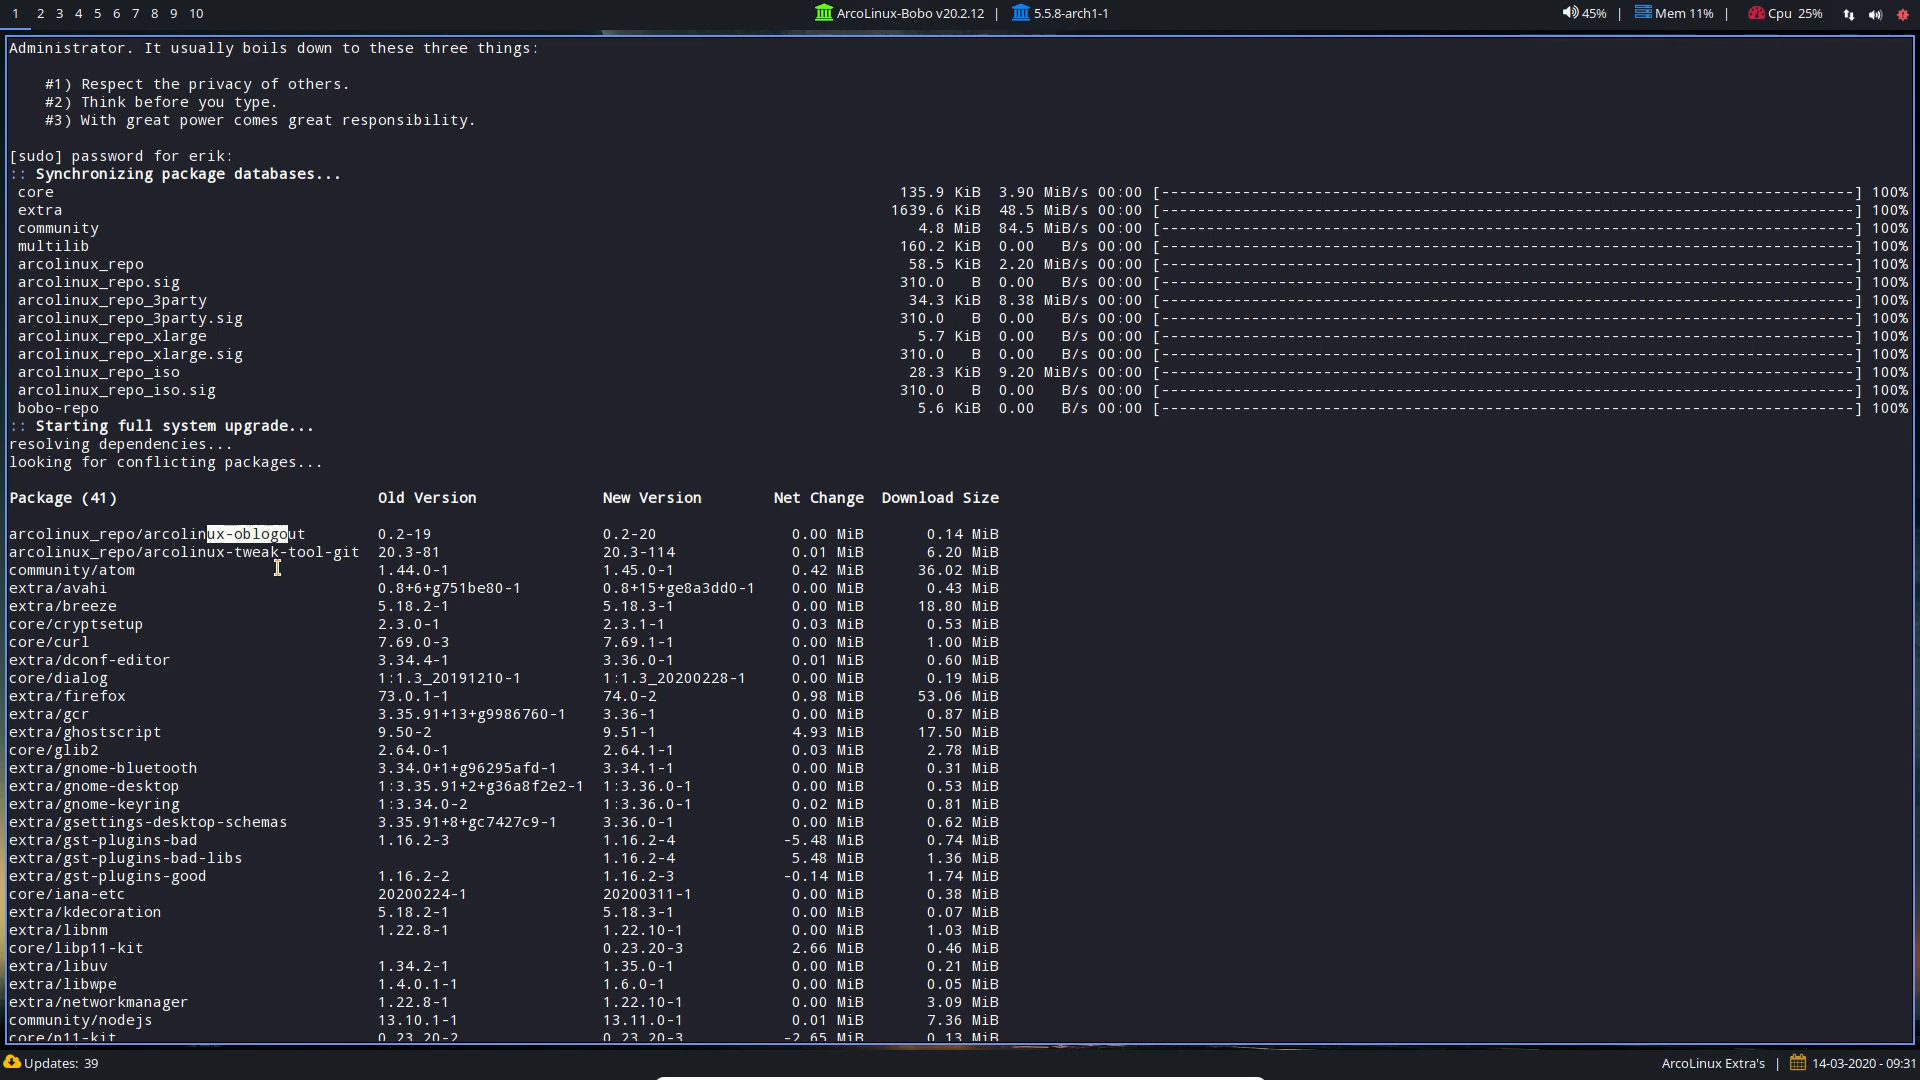 1 2 3 4 5 6 7 8 9 10 ArcoLinux-Bobo v20.2.12 | 5.5.8-arch1-1 45% | Mem 11% | Cpu 25%
Administrator. It usually boils down to these three things:
#1) Respect the privacy of others.
#2) Think before you type.
#3) With great power comes great responsibility.
[sudo] password for erik:
:: Synchronizing package databases...
core 135.9 KiB 3.90 MiB/s 00:00 [------------------------------------------------------------------------------] 100%
extra 1639.6 KiB 48.5 MiB/s 00:00 [------------------------------------------------------------------------------] 100%
community 4.8 MiB 84.5 MiB/s 00:00 [------------------------------------------------------------------------------] 100%
multilib 160.2 KiB 0.00 B/s 00:00 [------------------------------------------------------------------------------] 100%
arcolinux_repo 58.5 KiB 2.20 MiB/s 00:00 [------------------------------------------------------------------------------] 100%
arcolinux_repo.sig 310.0 B 0.00 B/s 00:00 [------------------------------------------------------------------------------] 100%
arcolinux_repo_3party 34.3 KiB 8.38 MiB/s 00:00 [------------------------------------------------------------------------------] 100%
arcolinux_repo_3party.sig 310.0 B 0.00 B/s 00:00 [------------------------------------------------------------------------------] 100%
arcolinux_repo_xlarge 5.7 KiB 0.00 B/s 00:00 [------------------------------------------------------------------------------] 100%
arcolinux_repo_xlarge.sig 310.0 B 0.00 B/s 00:00 [------------------------------------------------------------------------------] 100%
arcolinux_repo_iso 28.3 KiB 9.20 MiB/s 00:00 [------------------------------------------------------------------------------] 100%
arcolinux_repo_iso.sig 310.0 B 0.00 B/s 00:00 [------------------------------------------------------------------------------] 100%
bobo-repo 5.6 KiB 0.00 B/s 00:00 [------------------------------------------------------------------------------] 100%
:: Starting full system upgrade...
resolving dependencies...
looking for conflicting packages...
Package (41) Old Version New Version Net Change Download Size
arcolinux_repo/arcolinux-oblogout 0.2-19 0.2-20 0.00 MiB 0.14 MiB
arcolinux_repo/arcolinux-tweak-tool-git 20.3-81 20.3-114 0.01 MiB 6.20 MiB
community/atom 1.44.0-1 1.45.0-1 0.42 MiB 36.02 MiB
extra/avahi 0.8+6+g751be80-1 0.8+15+ge8a3dd0-1 0.00 MiB 0.43 MiB
extra/breeze 5.18.2-1 5.18.3-1 0.00 MiB 18.80 MiB
core/cryptsetup 2.3.0-1 2.3.1-1 0.03 MiB 0.53 MiB
core/curl 7.69.0-3 7.69.1-1 0.00 MiB 1.00 MiB
extra/dconf-editor 3.34.4-1 3.36.0-1 0.01 MiB 0.60 MiB
core/dialog 1:1.3_20191210-1 1:1.3_20200228-1 0.00 MiB 0.19 MiB
extra/firefox 73.0.1-1 74.0-2 0.98 MiB 53.06 MiB
extra/gcr 3.35.91+13+g9986760-1 3.36-1 0.00 MiB 0.87 MiB
extra/ghostscript 9.50-2 9.51-1 4.93 MiB 17.50 MiB
core/glib2 2.64.0-1 2.64.1-1 0.03 MiB 2.78 MiB
extra/gnome-bluetooth 3.34.0+1+g96295afd-1 3.34.1-1 0.00 MiB 0.31 MiB
extra/gnome-desktop 1:3.35.91+2+g36a8f2e2-1 1:3.36.0-1 0.00 MiB 0.53 MiB
extra/gnome-keyring 1:3.34.0-2 1:3.36.0-1 0.02 MiB 0.81 MiB
extra/gsettings-desktop-schemas 3.35.91+8+gc7427c9-1 3.36.0-1 0.00 MiB 0.62 MiB
extra/gst-plugins-bad 1.16.2-3 1.16.2-4 -5.48 MiB 0.74 MiB
extra/gst-plugins-bad-libs 1.16.2-4 5.48 MiB 1.36 MiB
extra/gst-plugins-good 1.16.2-2 1.16.2-3 -0.14 MiB 1.74 MiB
core/iana-etc 20200224-1 20200311-1 0.00 MiB 0.38 MiB
extra/kdecoration 5.18.2-1 5.18.3-1 0.00 MiB 0.07 MiB
extra/libnm 1.22.8-1 1.22.10-1 0.00 MiB 1.03 MiB
core/libp11-kit 0.23.20-3 2.66 MiB 0.46 MiB
extra/libuv 1.34.2-1 1.35.0-1 0.00 MiB 0.21 MiB
extra/libwpe 1.4.0.1-1 1.6.0-1 0.00 MiB 0.05 MiB
extra/networkmanager 1.22.8-1 1.22.10-1 0.00 MiB 3.09 MiB
community/nodejs 13.10.1-1 13.11.0-1 0.01 MiB 7.36 MiB
core/p11-kit 0.23.20-2 0.23.20-3 -2.65 MiB 0.13 MiB
Updates: 39 ArcoLinux Extra's | 14-03-2020 - 09:31